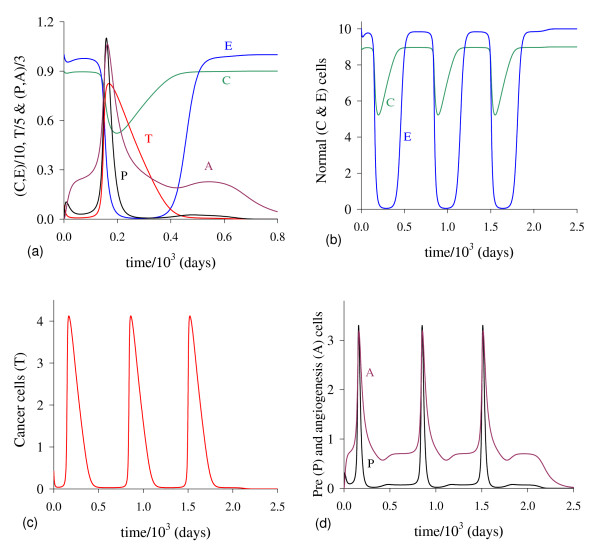 (C,E)/10, T/5 & (P,A)/3
1.2
0.9
0.6
0.3
0.0
E
C
T
A
P
0.0 0.2 0.4 0.6 0.8
(a)
time/10³ (days)
Normal (C & E) cells
10
8
6
4
2
0
C
E
0.0 0.5 1.0 1.5 2.0 2.5
(b)
time/10³ (days)
Cancer cells (T)
4
3
2
1
0
0.0 0.5 1.0 1.5 2.0 2.5
(c)
time/10³ (days)
Pre (P) and angiogenesis (A) cells
4
3
2
1
0
A
P
0.0 0.5 1.0 1.5 2.0 2.5
(d)
time/10³ (days)